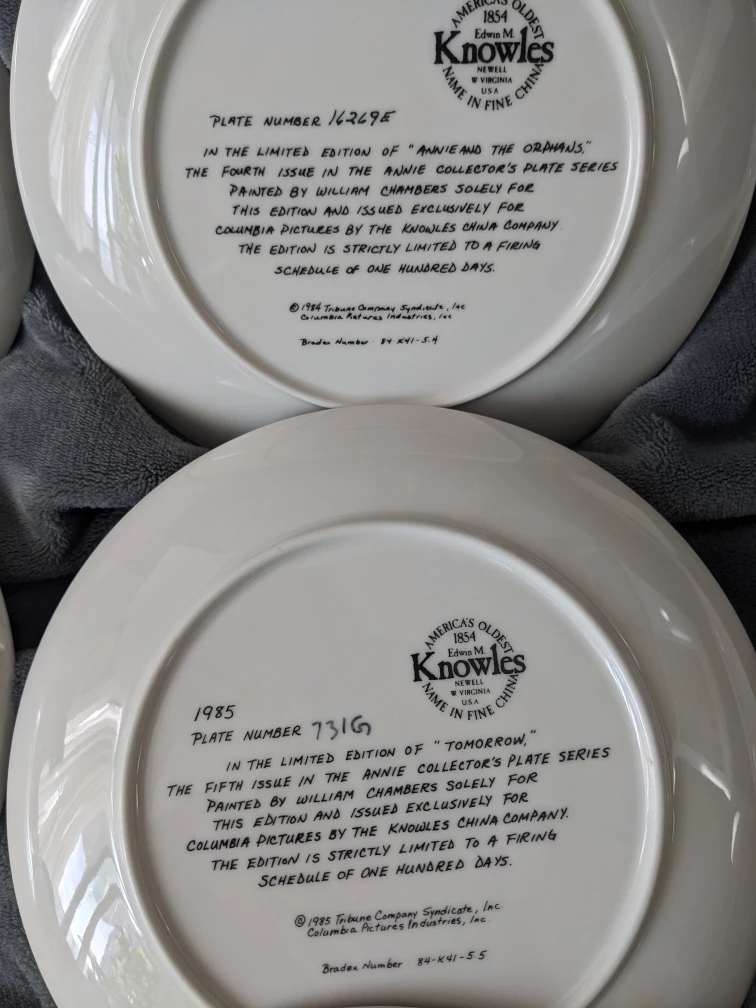 AMERICA'S OLDEST
1854
Edwin M.
Knowles
NEWELL
W VIRGINIA
USA
NAME IN FINE CHINA
PLATE NUMBER 16269E
IN THE LIMITED EDITION OF "ANNIE AND THE ORPHANS,"
THE FOURTH ISSUE IN THE ANNIE COLLECTOR'S PLATE SERIES
PAINTED BY WILLIAM CHAMBERS SOLELY FOR
THIS EDITION AND ISSUED EXCLUSIVELY FOR
COLUMBIA PICTURES BY THE KNOWLES CHINA COMPANY.
THE EDITION IS STRICTLY LIMITED TO A FIRING
SCHEDULE OF ONE HUNDRED DAYS.
© 1984 Tribune Company Syndicate, Inc
Columbia Pictures Industries, Inc
Bradex Number 84-K41-5.4
AMERICA'S OLDEST
1854
Edwin M.
Knowles
NEWELL
W VIRGINIA
U.S.A
NAME IN FINE CHINA
1985
PLATE NUMBER 731G
IN THE LIMITED EDITION OF "TOMORROW,"
THE FIFTH ISSUE IN THE ANNIE COLLECTOR'S PLATE SERIES
PAINTED BY WILLIAM CHAMBERS SOLELY FOR
THIS EDITION AND ISSUED EXCLUSIVELY FOR
COLUMBIA PICTURES BY THE KNOWLES CHINA COMPANY.
THE EDITION IS STRICTLY LIMITED TO A FIRING
SCHEDULE OF ONE HUNDRED DAYS.
© 1985 Tribune Company Syndicate, Inc
Columbia Pictures Industries, Inc
Bradex Number 84-K41-5.5